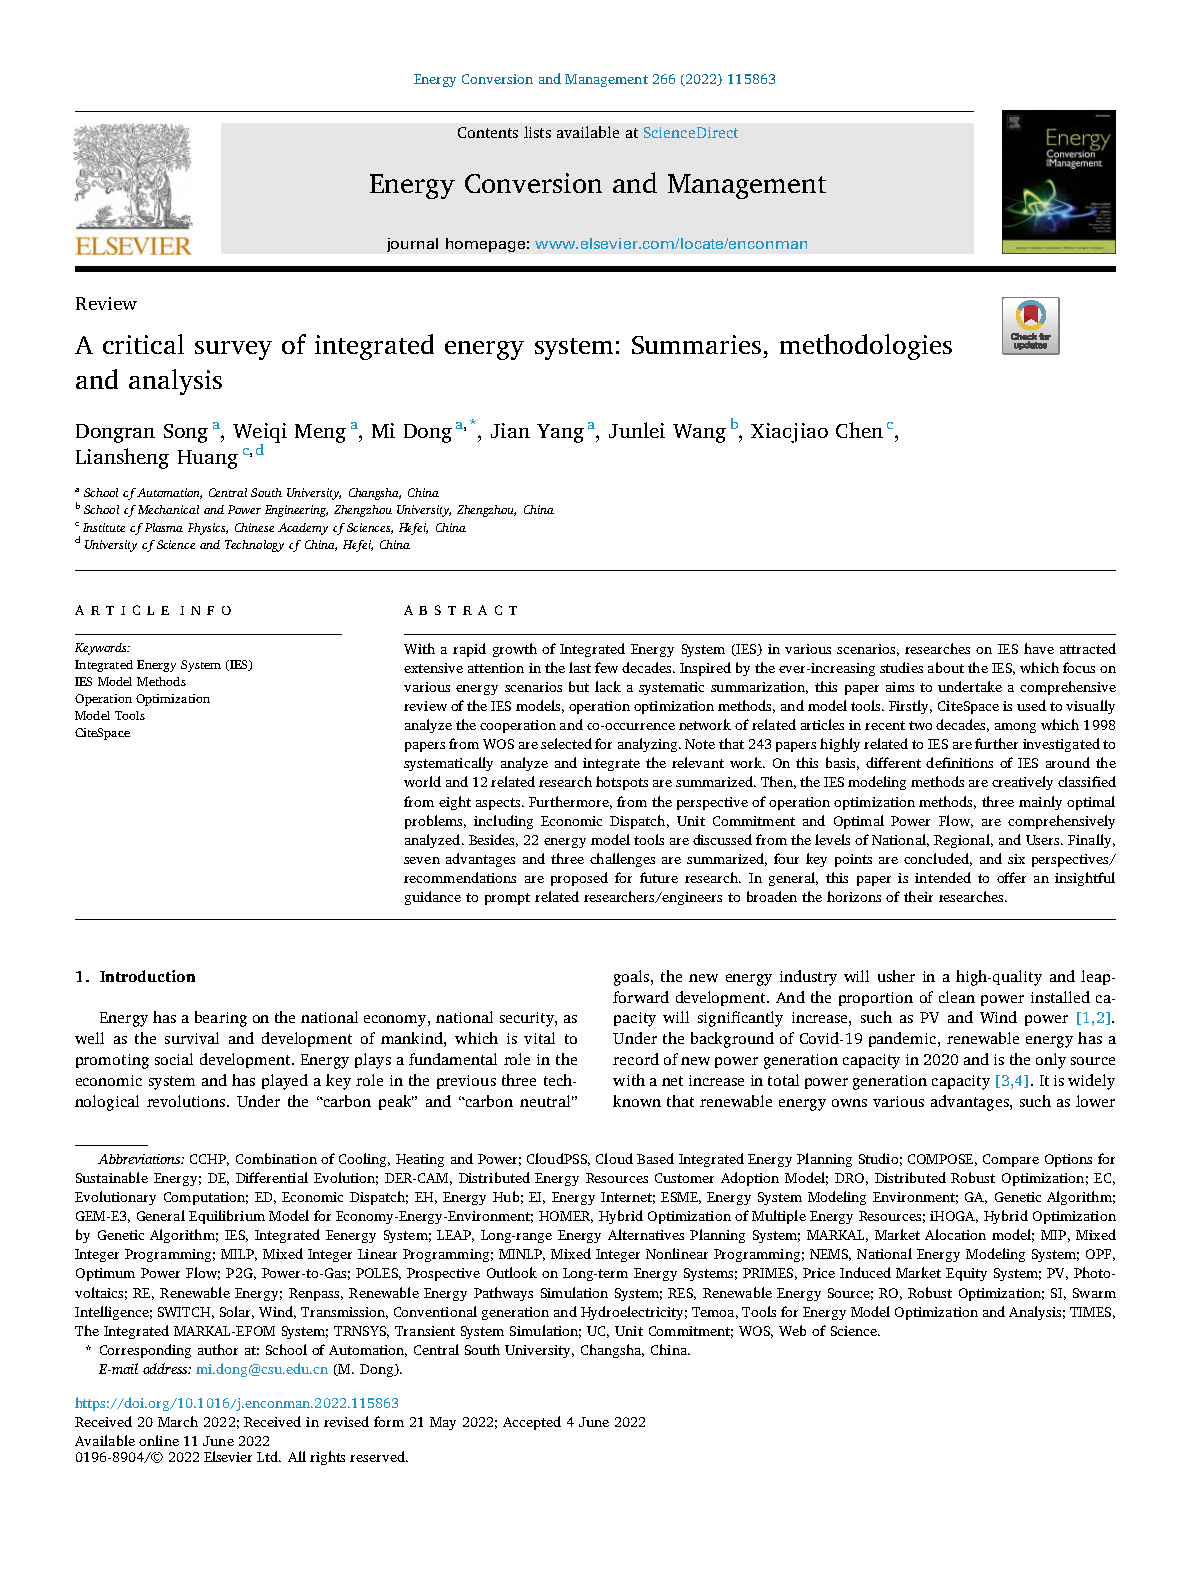 Energy Conversion and Management 266 (2022) 115863
Contents lists available at ScienceDirect
Energy Conversion and Management
journal homepage: www.elsevier.com/locate/enconman
ELSEVIER
Energy
Conversion
and
Management
Review
Check for
updates
A critical survey of integrated energy system: Summaries, methodologies
and analysis
Dongran Song a, Weiqi Meng a, Mi Dong a,*, Jian Yang a, Junlei Wang b, Xiaojiao Chen c,
Liansheng Huang c,d
a School of Automation, Central South University, Changsha, China
b School of Mechanical and Power Engineering, Zhengzhou University, Zhengzhou, China
c Institute of Plasma Physics, Chinese Academy of Sciences, Hefei, China
d University of Science and Technology of China, Hefei, China
ARTICLE INFO
Keywords:
Integrated Energy System (IES)
IES Model Methods
Operation Optimization
Model Tools
CiteSpace
ABSTRACT
With a rapid growth of Integrated Energy System (IES) in various scenarios, researches on IES have attracted
extensive attention in the last few decades. Inspired by the ever-increasing studies about the IES, which focus on
various energy scenarios but lack a systematic summarization, this paper aims to undertake a comprehensive
review of the IES models, operation optimization methods, and model tools. Firstly, CiteSpace is used to visually
analyze the cooperation and co-occurrence network of related articles in recent two decades, among which 1998
papers from WOS are selected for analyzing. Note that 243 papers highly related to IES are further investigated to
systematically analyze and integrate the relevant work. On this basis, different definitions of IES around the
world and 12 related research hotspots are summarized. Then, the IES modeling methods are creatively classified
from eight aspects. Furthermore, from the perspective of operation optimization methods, three mainly optimal
problems, including Economic Dispatch, Unit Commitment and Optimal Power Flow, are comprehensively
analyzed. Besides, 22 energy model tools are discussed from the levels of National, Regional, and Users. Finally,
seven advantages and three challenges are summarized, four key points are concluded, and six perspectives/
recommendations are proposed for future research. In general, this paper is intended to offer an insightful
guidance to prompt related researchers/engineers to broaden the horizons of their researches.
1. Introduction
Energy has a bearing on the national economy, national security, as
well as the survival and development of mankind, which is vital to
promoting social development. Energy plays a fundamental role in the
economic system and has played a key role in the previous three tech-
nological revolutions. Under the “carbon peak” and “carbon neutral”
goals, the new energy industry will usher in a high-quality and leap-
forward development. And the proportion of clean power installed ca-
pacity will significantly increase, such as PV and Wind power [1,2].
Under the background of Covid-19 pandemic, renewable energy has a
record of new power generation capacity in 2020 and is the only source
with a net increase in total power generation capacity [3,4]. It is widely
known that renewable energy owns various advantages, such as lower
Abbreviations: CCHP, Combination of Cooling, Heating and Power; CloudPSS, Cloud Based Integrated Energy Planning Studio; COMPOSE, Compare Options for
Sustainable Energy; DE, Differential Evolution; DER-CAM, Distributed Energy Resources Customer Adoption Model; DRO, Distributed Robust Optimization; EC,
Evolutionary Computation; ED, Economic Dispatch; EH, Energy Hub; EI, Energy Internet; ESME, Energy System Modeling Environment; GA, Genetic Algorithm;
GEM-E3, General Equilibrium Model for Economy-Energy-Environment; HOMER, Hybrid Optimization of Multiple Energy Resources; iHOGA, Hybrid Optimization
by Genetic Algorithm; IES, Integrated Eenergy System; LEAP, Long-range Energy Alternatives Planning System; MARKAL, Market Alocation model; MIP, Mixed
Integer Programming; MILP, Mixed Integer Linear Programming; MINLP, Mixed Integer Nonlinear Programming; NEMS, National Energy Modeling System; OPF,
Optimum Power Flow; P2G, Power-to-Gas; POLES, Prospective Outlook on Long-term Energy Systems; PRIMES, Price Induced Market Equity System; PV, Photo-
voltaics; RE, Renewable Energy; Renpass, Renewable Energy Pathways Simulation System; RES, Renewable Energy Source; RO, Robust Optimization; SI, Swarm
Intelligence; SWITCH, Solar, Wind, Transmission, Conventional generation and Hydroelectricity; Temoa, Tools for Energy Model Optimization and Analysis; TIMES,
The Integrated MARKAL-EFOM System; TRNSYS, Transient System Simulation; UC, Unit Commitment; WOS, Web of Science.
* Corresponding author at: School of Automation, Central South University, Changsha, China.
E-mail address: mi.dong@csu.edu.cn (M. Dong).
https://doi.org/10.1016/j.enconman.2022.115863
Received 20 March 2022; Received in revised form 21 May 2022; Accepted 4 June 2022
Available online 11 June 2022
0196-8904/© 2022 Elsevier Ltd. All rights reserved.